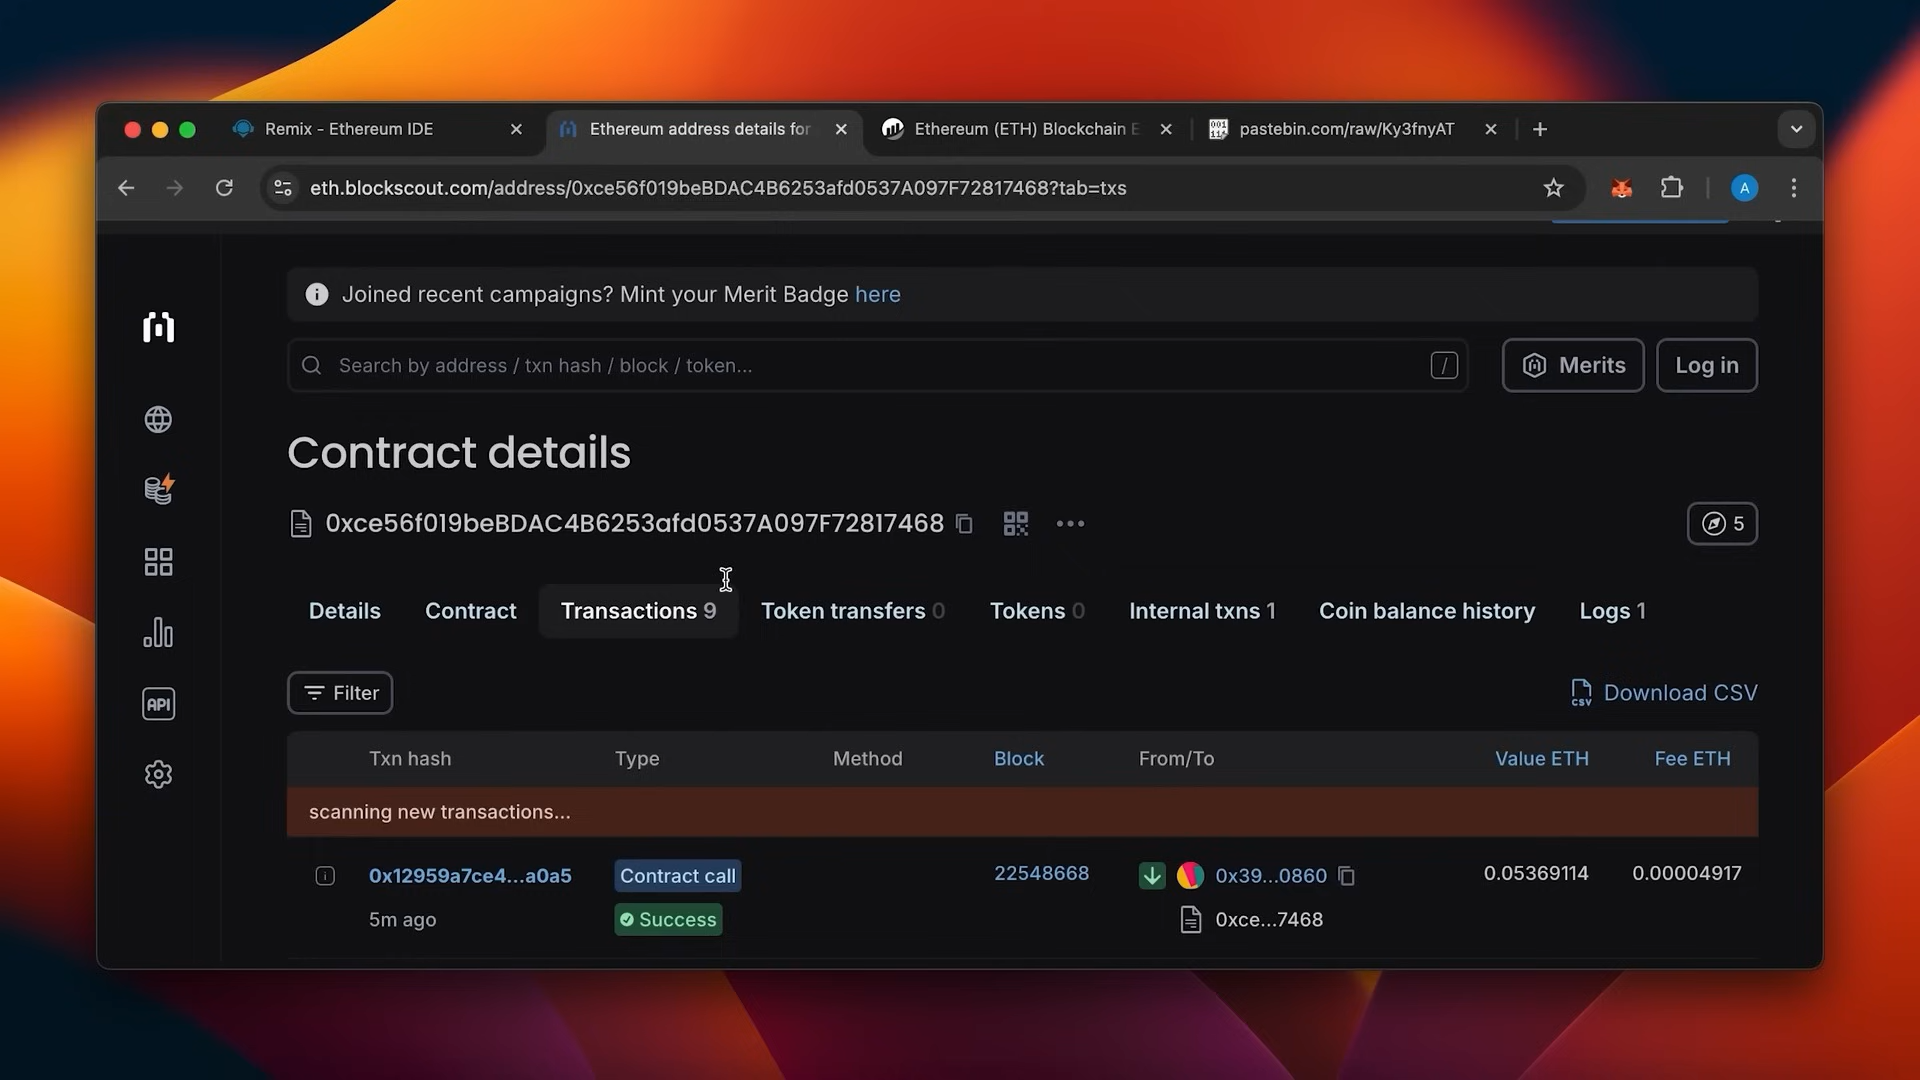 Remix - Ethereum IDE
Ethereum address details for
Ethereum (ETH) Blockchain E
pastebin.com/raw/Ky3fnyAT
eth.blockscout.com/address/0xce56f019beBDAC4B6253afd0537A097F72817468?tab=txs
A
Joined recent campaigns? Mint your Merit Badge here
Search by address / txn hash / block / token...
/
Merits
Log in
Contract details
0xce56f019beBDAC4B6253afd0537A097F72817468
5
Details
Contract
Transactions 9
Token transfers 0
Tokens 0
Internal txns 1
Coin balance history
Logs 1
API
Filter
CSV
Download CSV
Txn hash
Type
Method
Block
From/To
Value ETH
Fee ETH
scanning new transactions...
0x12959a7ce4...a0a5
Contract call
22548668
0x39...0860
0.05369114
0.00004917
5m ago
Success
0xce...7468